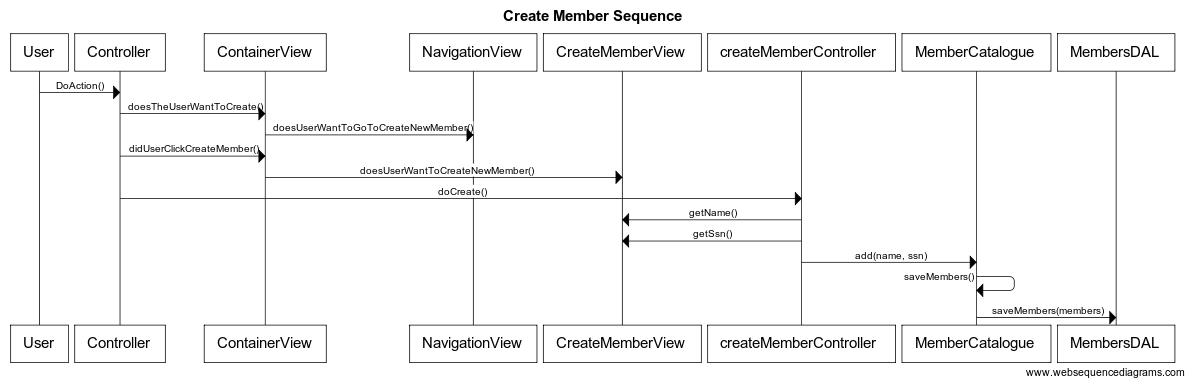 Create Member Sequence
User
Controller
ContainerView
NavigationView
CreateMemberView
createMemberController
MemberCatalogue
MembersDAL
DoAction()
doesTheUserWantToCreate()
doesUserWantToGoToCreateNewMember()
didUserClickCreateMember()
doesUserWantToCreateNewMember()
doCreate()
getName()
getSsn()
add(name, ssn)
saveMembers()
saveMembers(members)
User
Controller
ContainerView
NavigationView
CreateMemberView
createMemberController
MemberCatalogue
MembersDAL
www.websequencediagrams.com